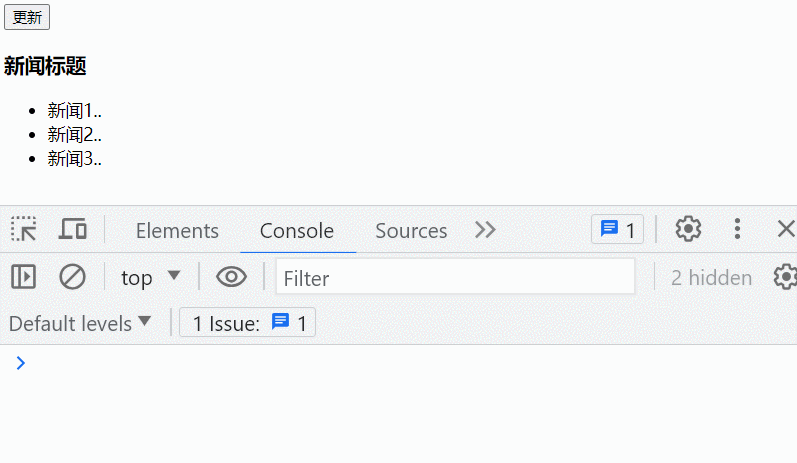 更新
新闻标题
新闻1..
新闻2..
新闻3..
Elements Console Sources 1
top Filter 2 hidden
Default levels 1 Issue: 1